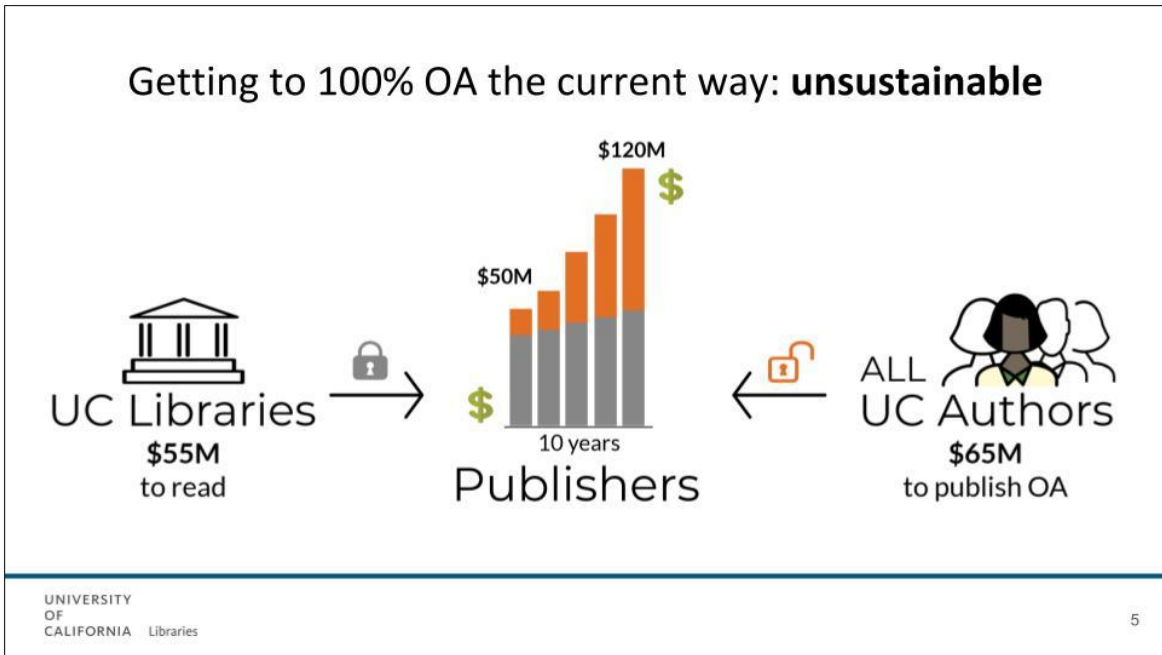 Getting to 100% OA the current way: unsustainable
$120M
$
$50M
$
10 years
Publishers
UC Libraries
$55M
to read
ALL
UC Authors
$65M
to publish OA
UNIVERSITY
OF
CALIFORNIA Libraries
5